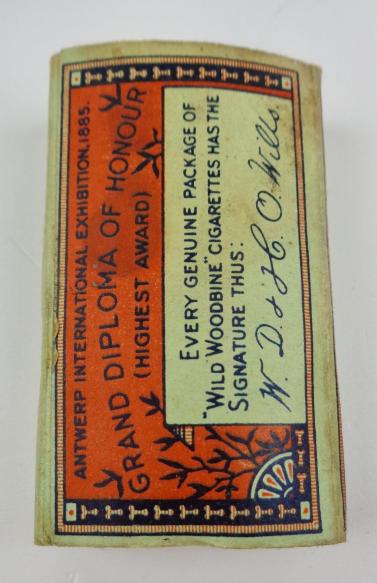 ANTWERP INTERNATIONAL EXHIBITION, 1885.
GRAND DIPLOMA OF HONOUR
(HIGHEST AWARD)
EVERY GENUINE PACKAGE OF
"WILD WOODBINE" CIGARETTES HAS THE
SIGNATURE THUS:
W. D. & H. O. Wills.